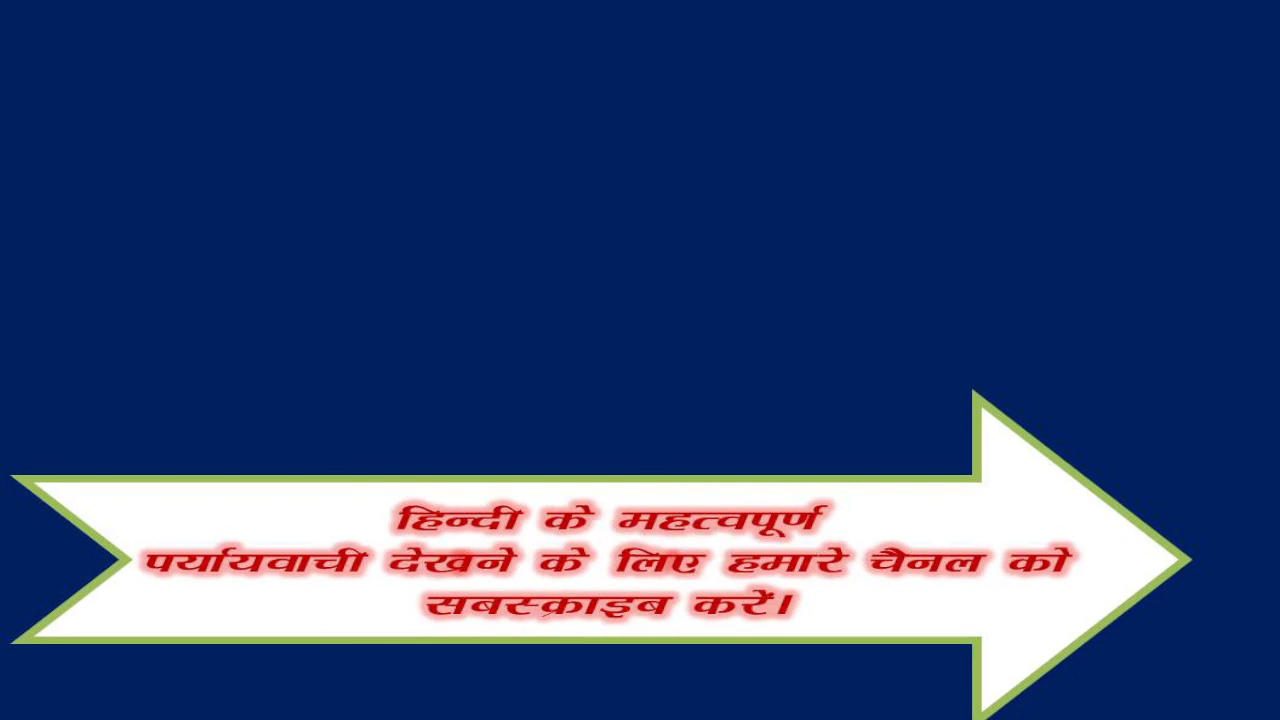 हिन्दी के महत्वपूर्ण
पर्यायवाची देखने के लिए हमारे चैनल को
सबस्क्राइब करें।